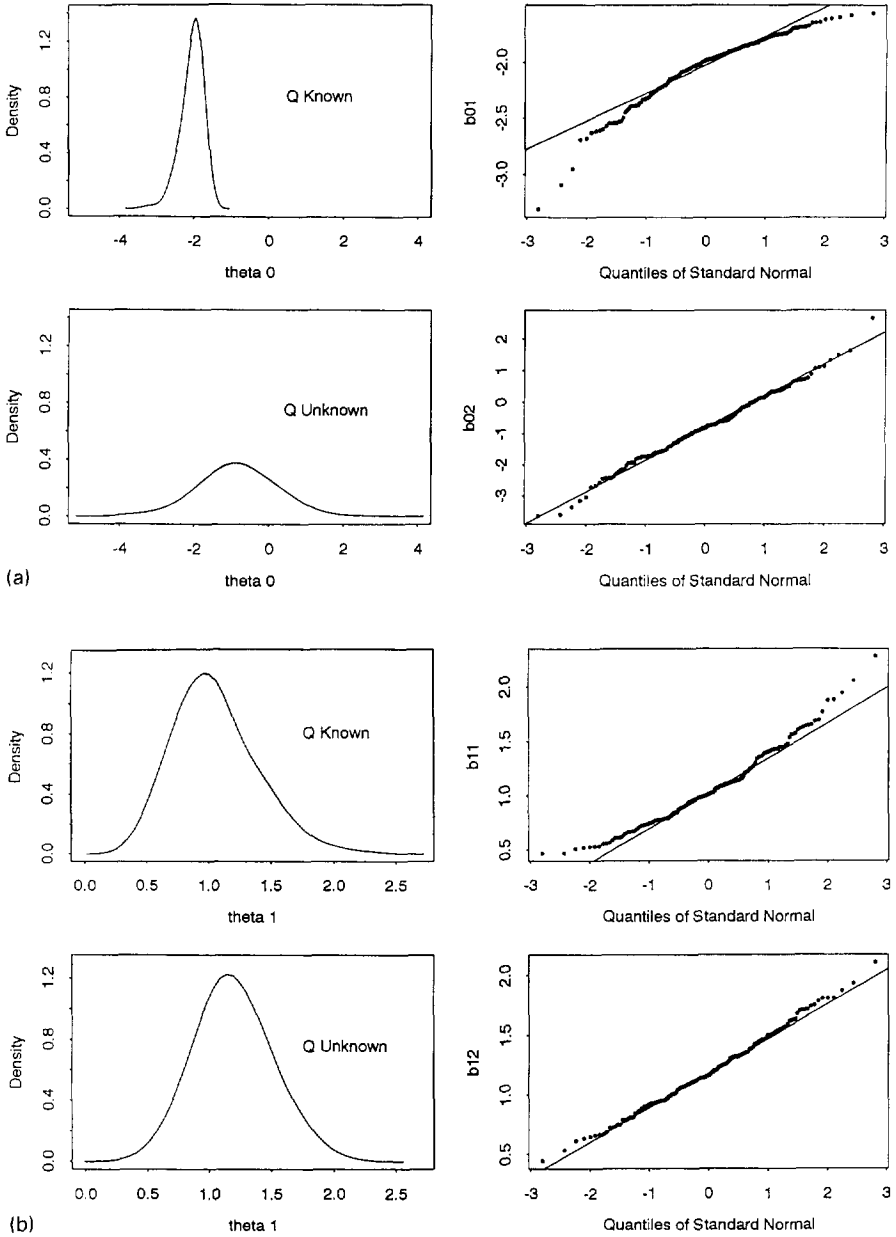 Density
0.0 0.4 0.8 1.2
Q Known
-4 -2 0 2 4
theta 0
b01
-3.0 -2.5 -2.0
-3 -2 -1 0 1 2 3
Quantiles of Standard Normal
Density
0.0 0.4 0.8 1.2
Q Unknown
-4 -2 0 2 4
theta 0
b02
-3 -2 -1 0 1 2
-3 -2 -1 0 1 2 3
Quantiles of Standard Normal
(a)
Density
0.0 0.4 0.8 1.2
Q Known
0.0 0.5 1.0 1.5 2.0 2.5
theta 1
b11
0.5 1.0 1.5 2.0
-3 -2 -1 0 1 2 3
Quantiles of Standard Normal
Density
0.0 0.4 0.8 1.2
Q Unknown
0.0 0.5 1.0 1.5 2.0 2.5
theta 1
b12
0.5 1.0 1.5 2.0
-3 -2 -1 0 1 2 3
Quantiles of Standard Normal
(b)